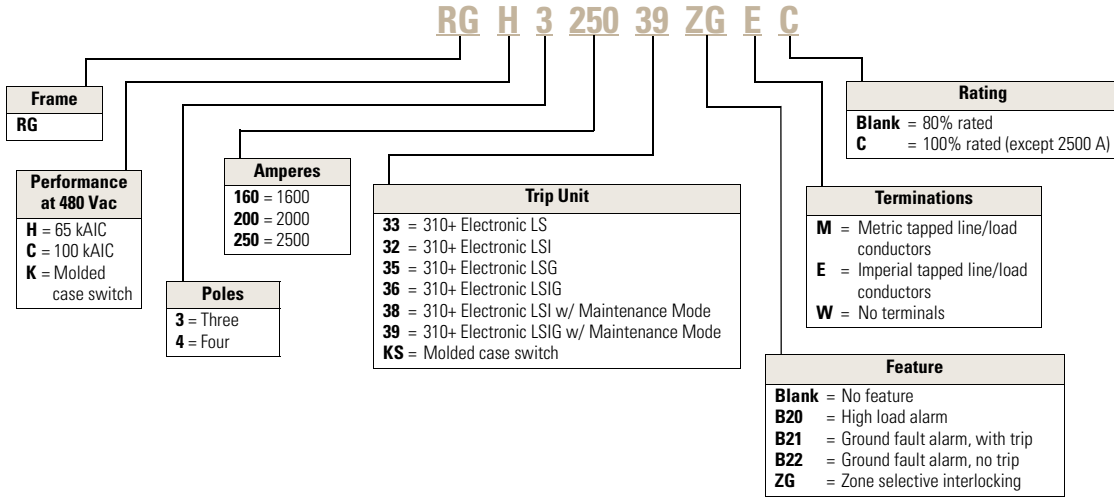 RG H 3 250 39 ZG E C
Frame
RG
Performance
at 480 Vac
H = 65 kAIC
C = 100 kAIC
K = Molded
case switch
Poles
3 = Three
4 = Four
Amperes
160 = 1600
200 = 2000
250 = 2500
Trip Unit
33 = 310+ Electronic LS
32 = 310+ Electronic LSI
35 = 310+ Electronic LSG
36 = 310+ Electronic LSIG
38 = 310+ Electronic LSI w/ Maintenance Mode
39 = 310+ Electronic LSIG w/ Maintenance Mode
KS = Molded case switch
Rating
Blank = 80% rated
C = 100% rated (except 2500 A)
Terminations
M = Metric tapped line/load
conductors
E = Imperial tapped line/load
conductors
W = No terminals
Feature
Blank = No feature
B20 = High load alarm
B21 = Ground fault alarm, with trip
B22 = Ground fault alarm, no trip
ZG = Zone selective interlocking